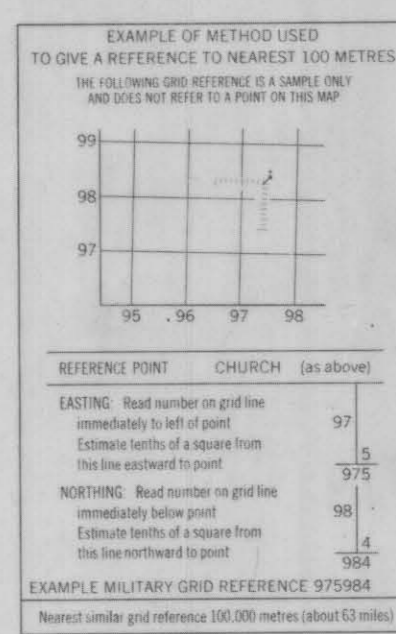 EXAMPLE OF METHOD USED
TO GIVE A REFERENCE TO NEAREST 100 METRES
THE FOLLOWING GRID REFERENCE IS A SAMPLE ONLY
AND DOES NOT REFER TO A POINT ON THIS MAP
99
98
97
95 96 97 98
REFERENCE POINT CHURCH (as above)
EASTING: Read number on grid line
immediately to left of point 97
Estimate tenths of a square from
this line eastward to point 5
975
NORTHING: Read number on grid line
immediately below point 98
Estimate tenths of a square from
this line northward to point 4
984
EXAMPLE MILITARY GRID REFERENCE 975984
Nearest similar grid reference 100,000 metres (about 63 miles)